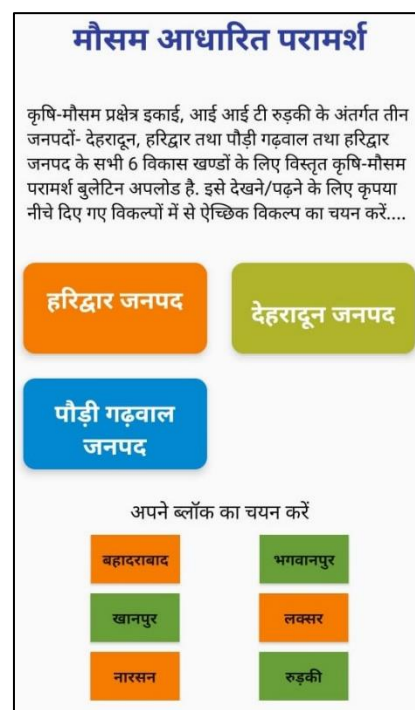 मौसम आधारित परामर्श
कृषि-मौसम प्रक्षेत्र इकाई, आई आई टी रुड़की के अंतर्गत तीन
जनपदों- देहरादून, हरिद्वार तथा पौड़ी गढ़वाल तथा हरिद्वार
जनपद के सभी 6 विकास खण्डों के लिए विस्तृत कृषि-मौसम
परामर्श बुलेटिन अपलोड है. इसे देखने/पढ़ने के लिए कृपया
नीचे दिए गए विकल्पों में से ऐच्छिक विकल्प का चयन करें....
हरिद्वार जनपद
देहरादून जनपद
पौड़ी गढ़वाल
जनपद
अपने ब्लॉक का चयन करें
बहादराबाद
भगवानपुर
खानपुर
लक्सर
नारसन
रुड़की